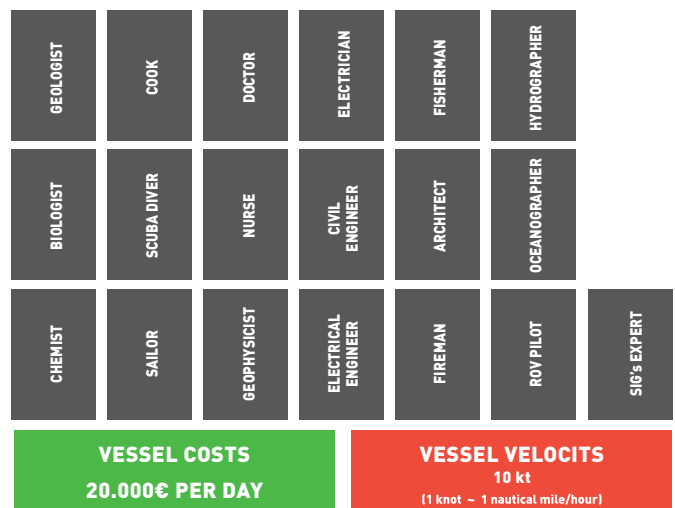 GEOLOGIST
COOK
DOCTOR
ELECTRICIAN
FISHERMAN
HYDROGRAPHER
BIOLOGIST
SCUBA DIVER
NURSE
CIVIL
ENGINEER
ARCHITECT
OCEANOGRAPHER
CHEMIST
SAILOR
GEOPHYSICIST
ELECTRICAL
ENGINEER
FIREMAN
ROV PILOT
SIG's EXPERT
VESSEL COSTS
20.000€ PER DAY
VESSEL VELOCITS
10 kt
(1 knot ~ 1 nautical mile/hour)